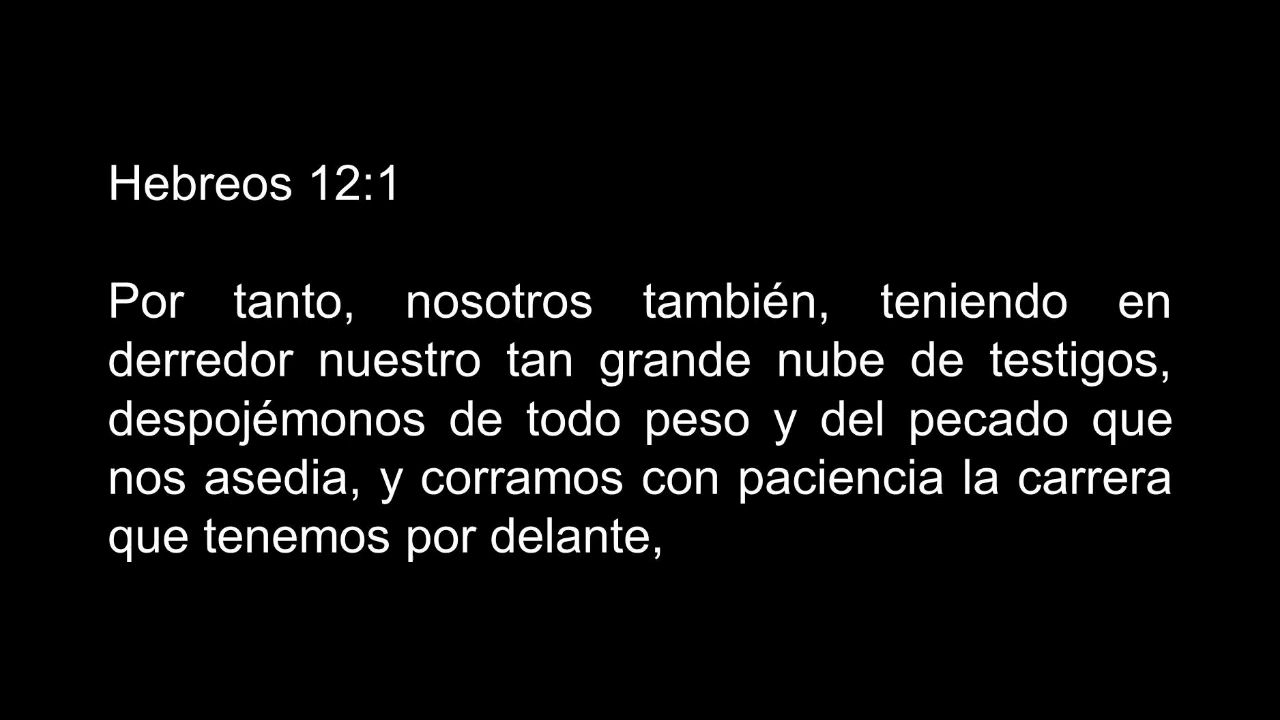 Hebreos 12:1
Por tanto, nosotros también, teniendo en
derredor nuestro tan grande nube de testigos,
despojémonos de todo peso y del pecado que
nos asedia, y corramos con paciencia la carrera
que tenemos por delante,